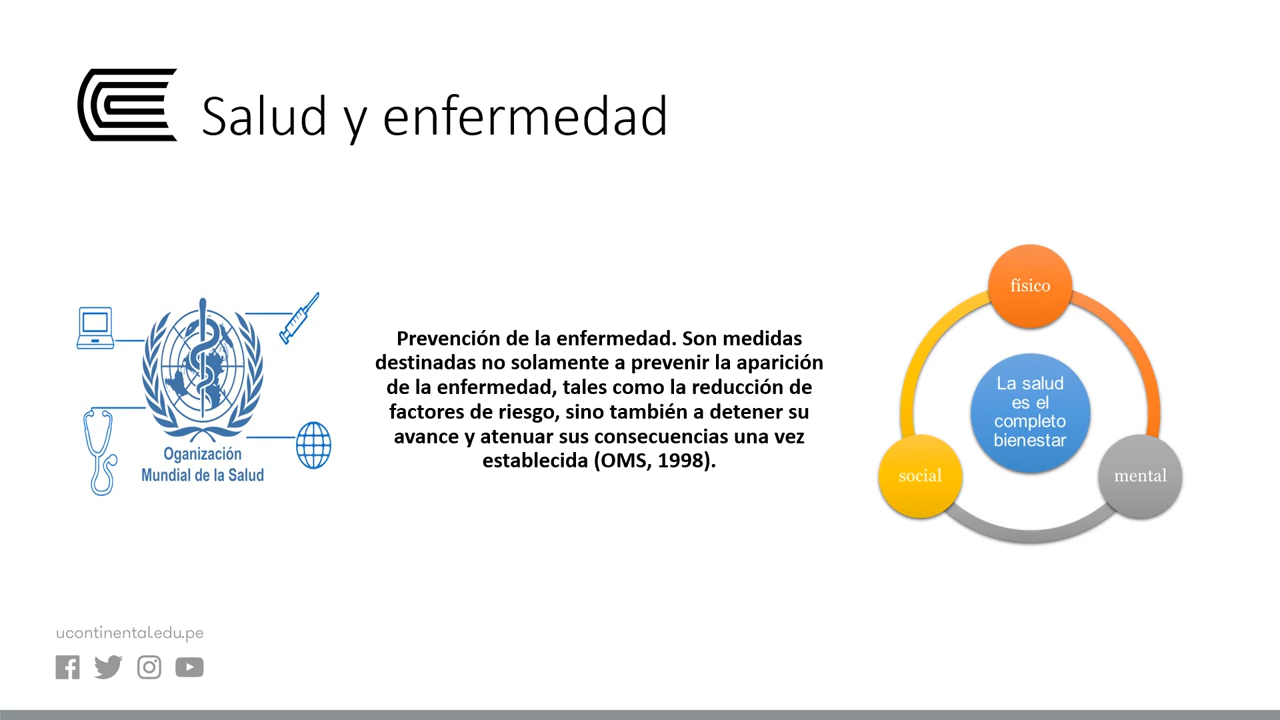 Salud y enfermedad
Oganización
Mundial de la Salud
Prevención de la enfermedad. Son medidas
destinadas no solamente a prevenir la aparición
de la enfermedad, tales como la reducción de
factores de riesgo, sino también a detener su
avance y atenuar sus consecuencias una vez
establecida (OMS, 1998).
físico
La salud
es el
completo
bienestar
social
mental
ucontinental.edu.pe